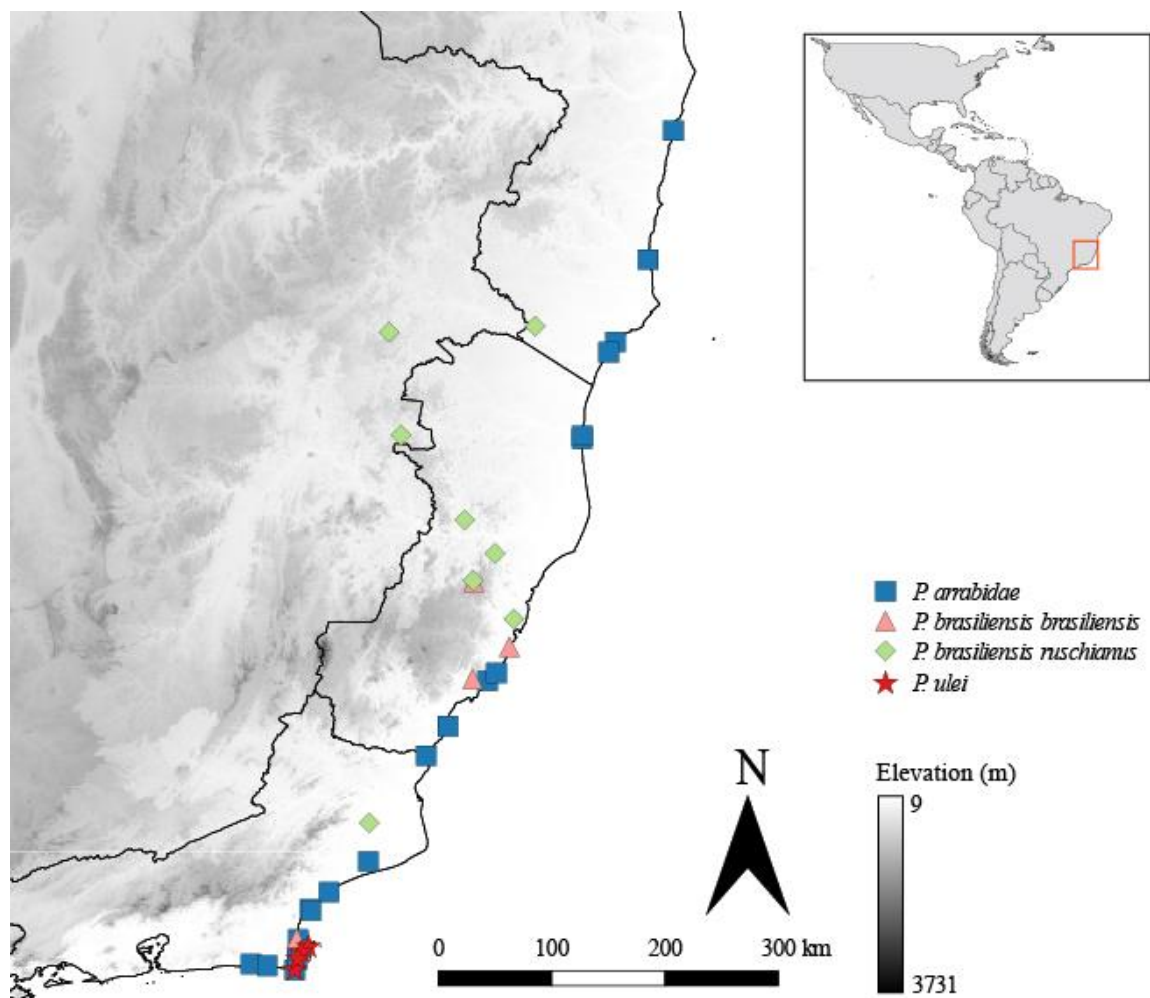 P. arrabidae
P. brasiliensis brasiliensis
P. brasiliensis ruschianus
P. ulei
N
Elevation (m)
9
3731
0 100 200 300 km